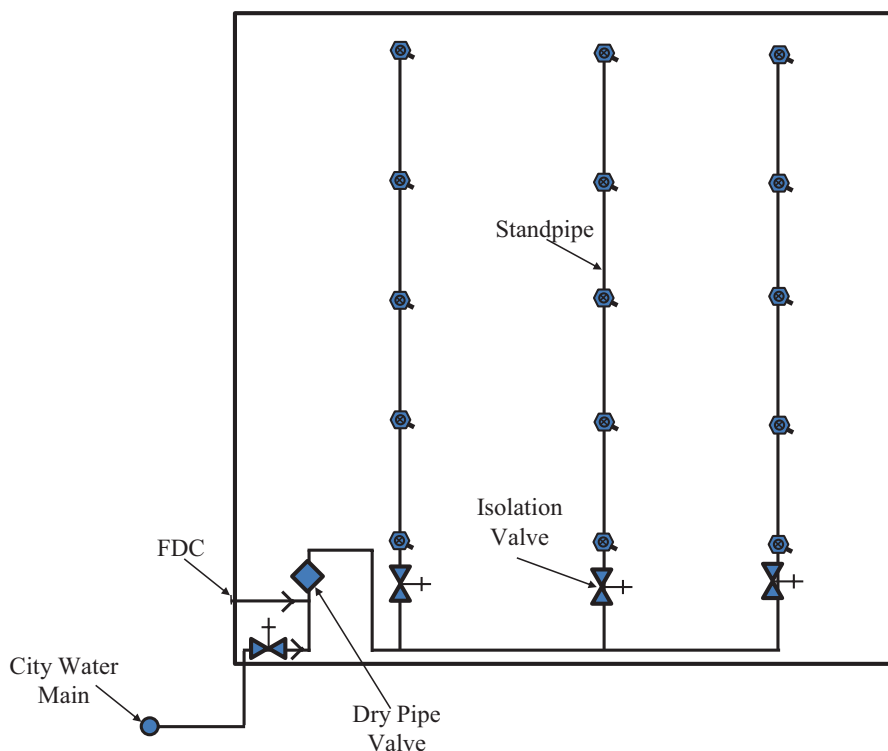 Standpipe
Isolation
Valve
FDC
City Water
Main
Dry Pipe
Valve